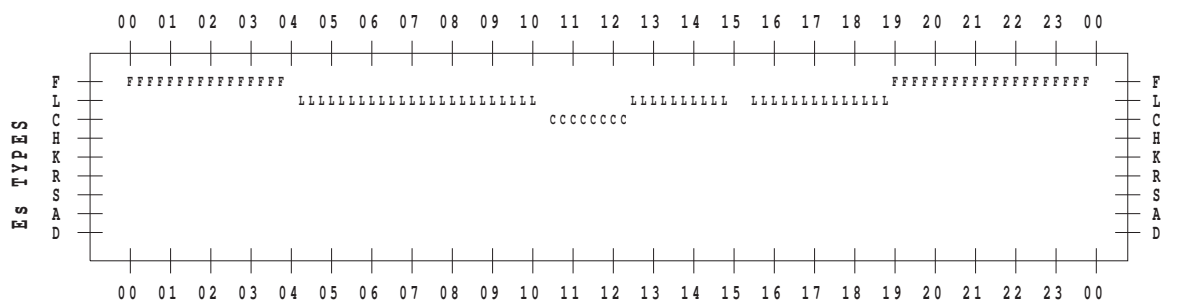 00 01 02 03 04 05 06 07 08 09 10 11 12 13 14 15 16 17 18 19 20 21 22 23 00
F FFFFFFFFFFFFFFFF FFFFFFFFFFFFFFFFFFFF F
L LLLLLLLLLLLLLLLLLLLLLLLL LLLLLLLLLL LLLLLLLLLLLLLL L
C CCCCCCCC C
H H
K K
R R
S S
A A
D D
Es TYPES
00 01 02 03 04 05 06 07 08 09 10 11 12 13 14 15 16 17 18 19 20 21 22 23 00